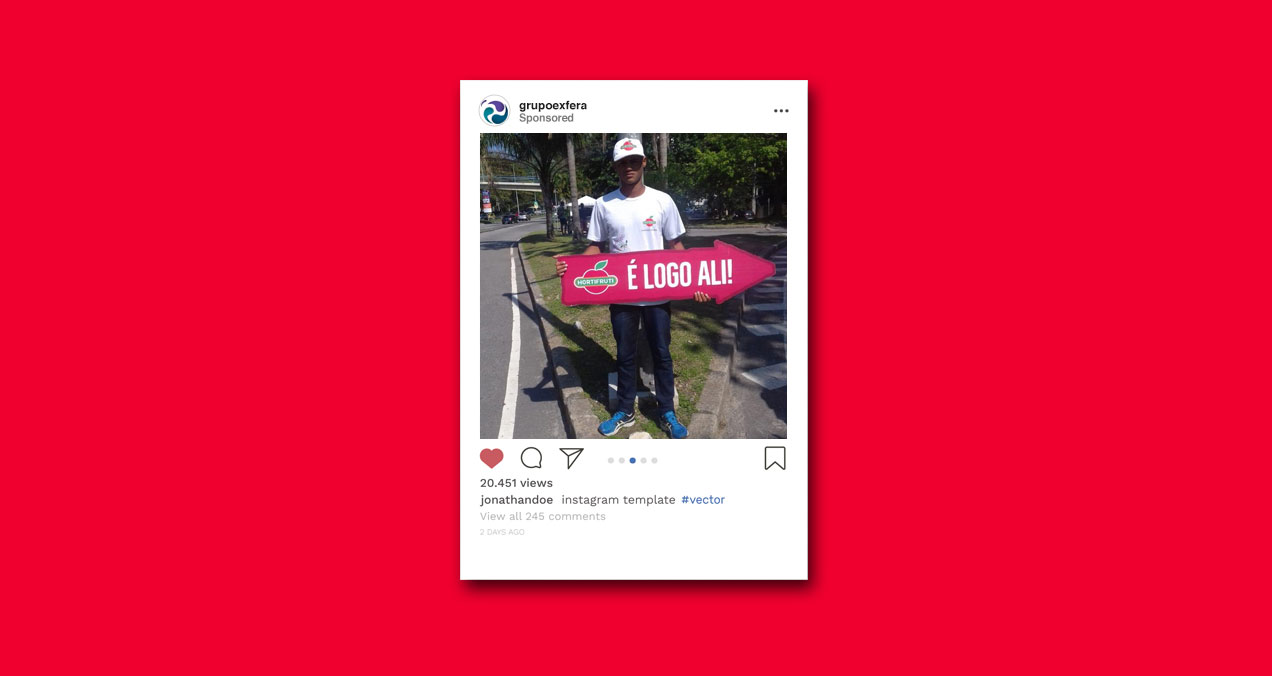 grupoexfera
Sponsored
HORTIFRUTI
É LOGO ALI!
20.451 views
jonathandoe instagram template #vector
View all 245 comments
2 DAYS AGO